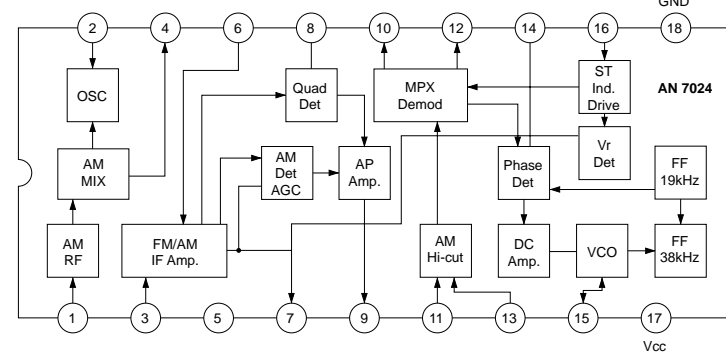 GND
2
4
6
8
10
12
14
16
18
OSC
Quad
Det
MPX
Demod
ST
Ind.
Drive
AN 7024
AM
MIX
AM
Det
AGC
AP
Amp.
Phase
Det
Vr
Det
FF
19kHz
AM
RF
FM/AM
IF Amp.
AM
Hi-cut
DC
Amp.
VCO
FF
38kHz
1
3
5
7
9
11
13
15
17
Vcc